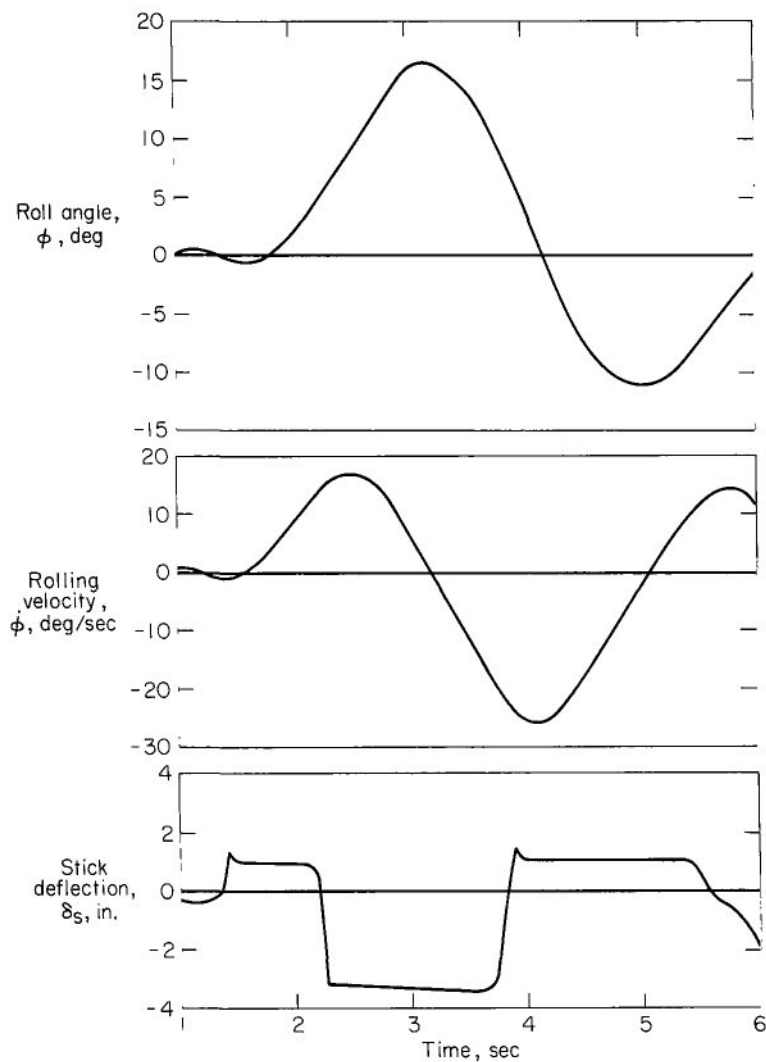 20
15
10
5
Roll angle,
ϕ, deg
0
-5
-10
-15
20
10
0
Rolling
velocity,
ϕ̇, deg/sec
-10
-20
-30
4
2
Stick
deflection,
δs, in.
0
-2
-4
1 2 3 4 5 6
Time, sec